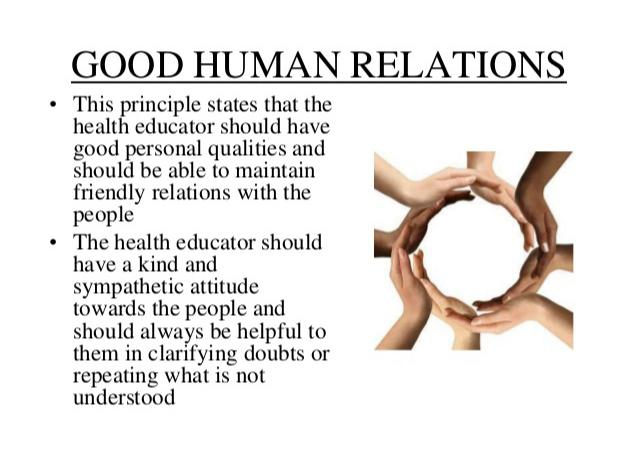 GOOD HUMAN RELATIONS
• This principle states that the
health educator should have
good personal qualities and
should be able to maintain
friendly relations with the
people
• The health educator should
have a kind and
sympathetic attitude
towards the people and
should always be helpful to
them in clarifying doubts or
repeating what is not
understood